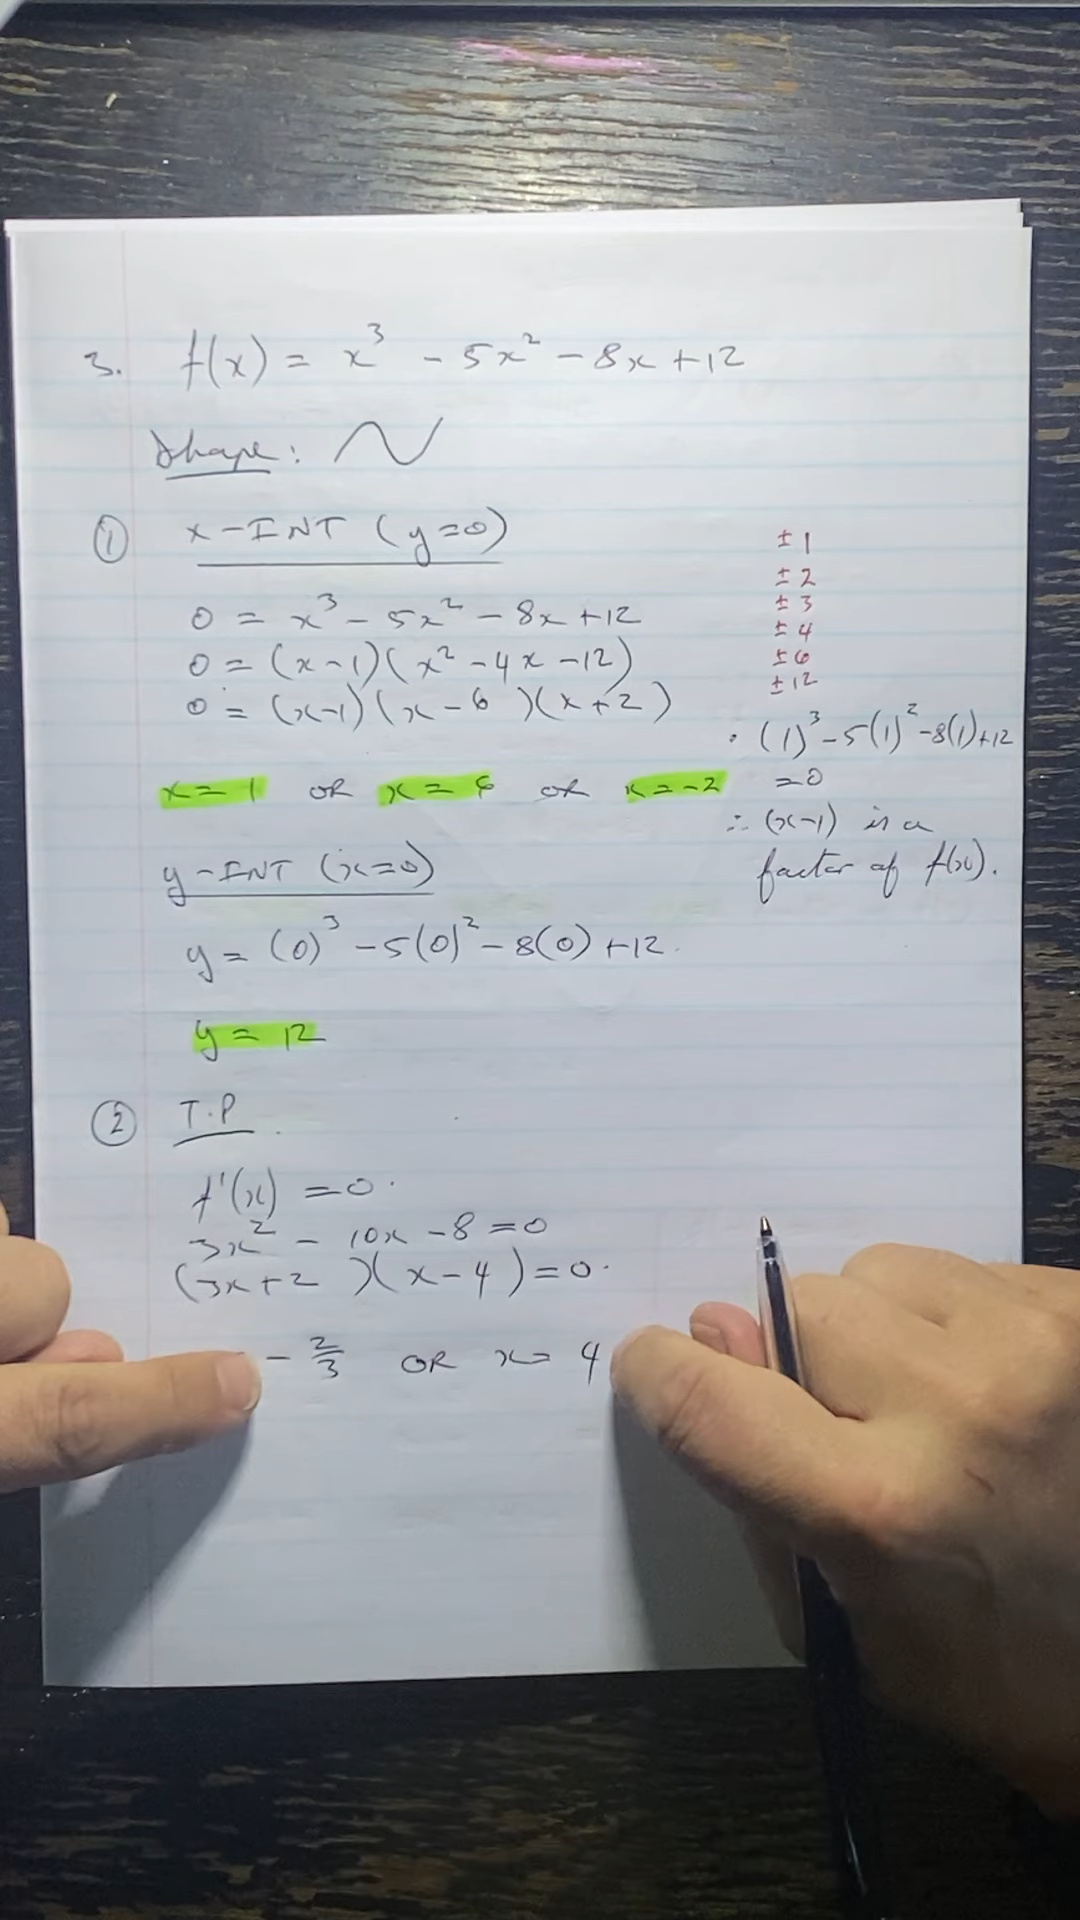 3. f(x) = x³ - 5x² - 8x + 12
Shape:
① x-INT (y=0)
0 = x³ - 5x² - 8x + 12
0 = (x-1)(x² - 4x - 12)
0 = (x-1)(x-6)(x+2)
x = 1 OR x = 6 OR x = -2
± 1
± 2
± 3
± 4
± 6
± 12
• (1)³ - 5(1)² - 8(1) + 12
= 0
∴ (x-1) is a
factor of f(x).
y-INT (x=0)
y = (0)³ - 5(0)² - 8(0) + 12.
y = 12
② T.P.
f'(x) = 0.
3x² - 10x - 8 = 0
(3x+2)(x-4) = 0.
- 2/3 OR x = 4